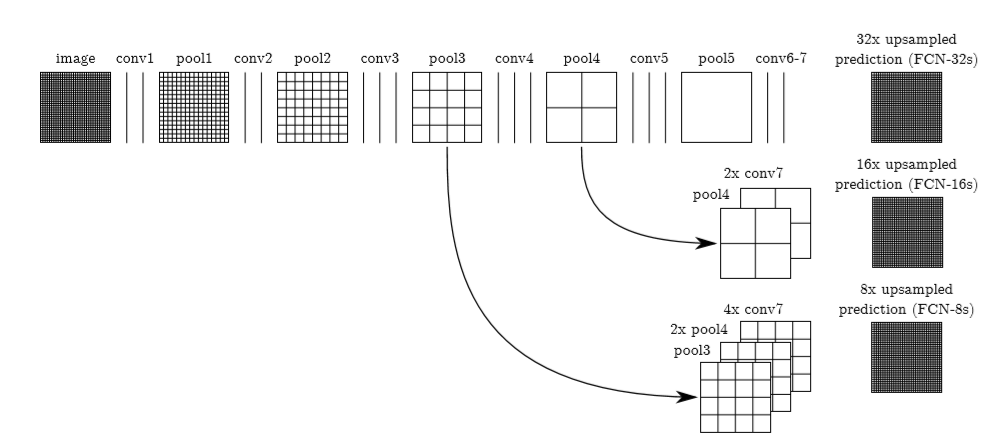 image conv1 pool1 conv2 pool2 conv3 pool3 conv4 pool4 conv5 pool5 conv6-7
32x upsampled
prediction (FCN-32s)
2x conv7
pool4
16x upsampled
prediction (FCN-16s)
4x conv7
2x pool4
pool3
8x upsampled
prediction (FCN-8s)